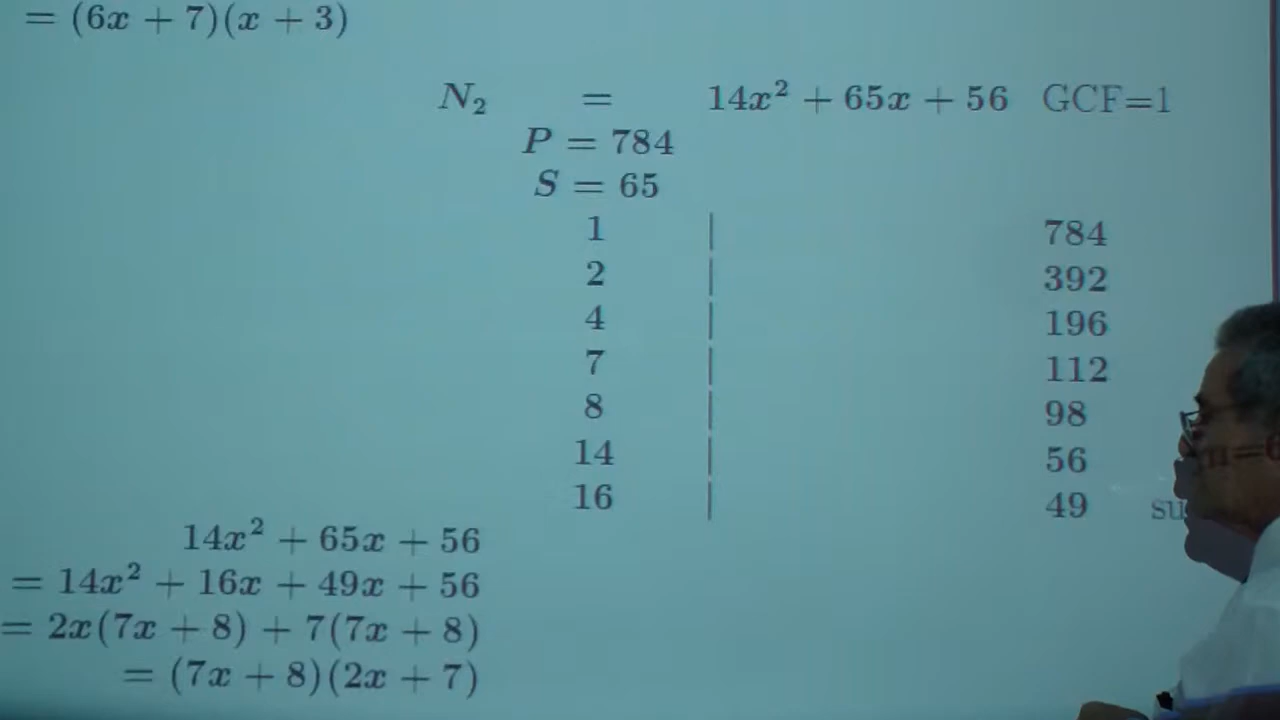 = (6x + 7)(x + 3)
N₂ = 14x² + 65x + 56 GCF=1
P = 784
S = 65
1 | 784
2 | 392
4 | 196
7 | 112
8 | 98
14 | 56
16 | 49
14x² + 65x + 56
= 14x² + 16x + 49x + 56
= 2x(7x + 8) + 7(7x + 8)
= (7x + 8)(2x + 7)